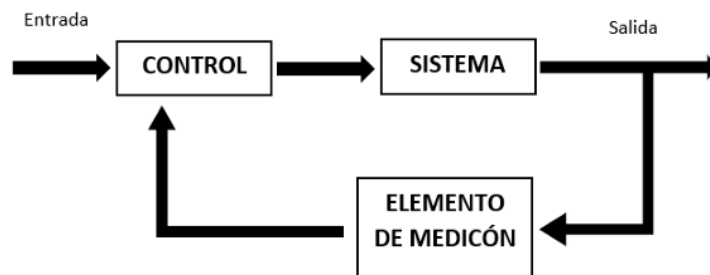 Entrada
Salida
CONTROL
SISTEMA
ELEMENTO
DE MEDICÓN